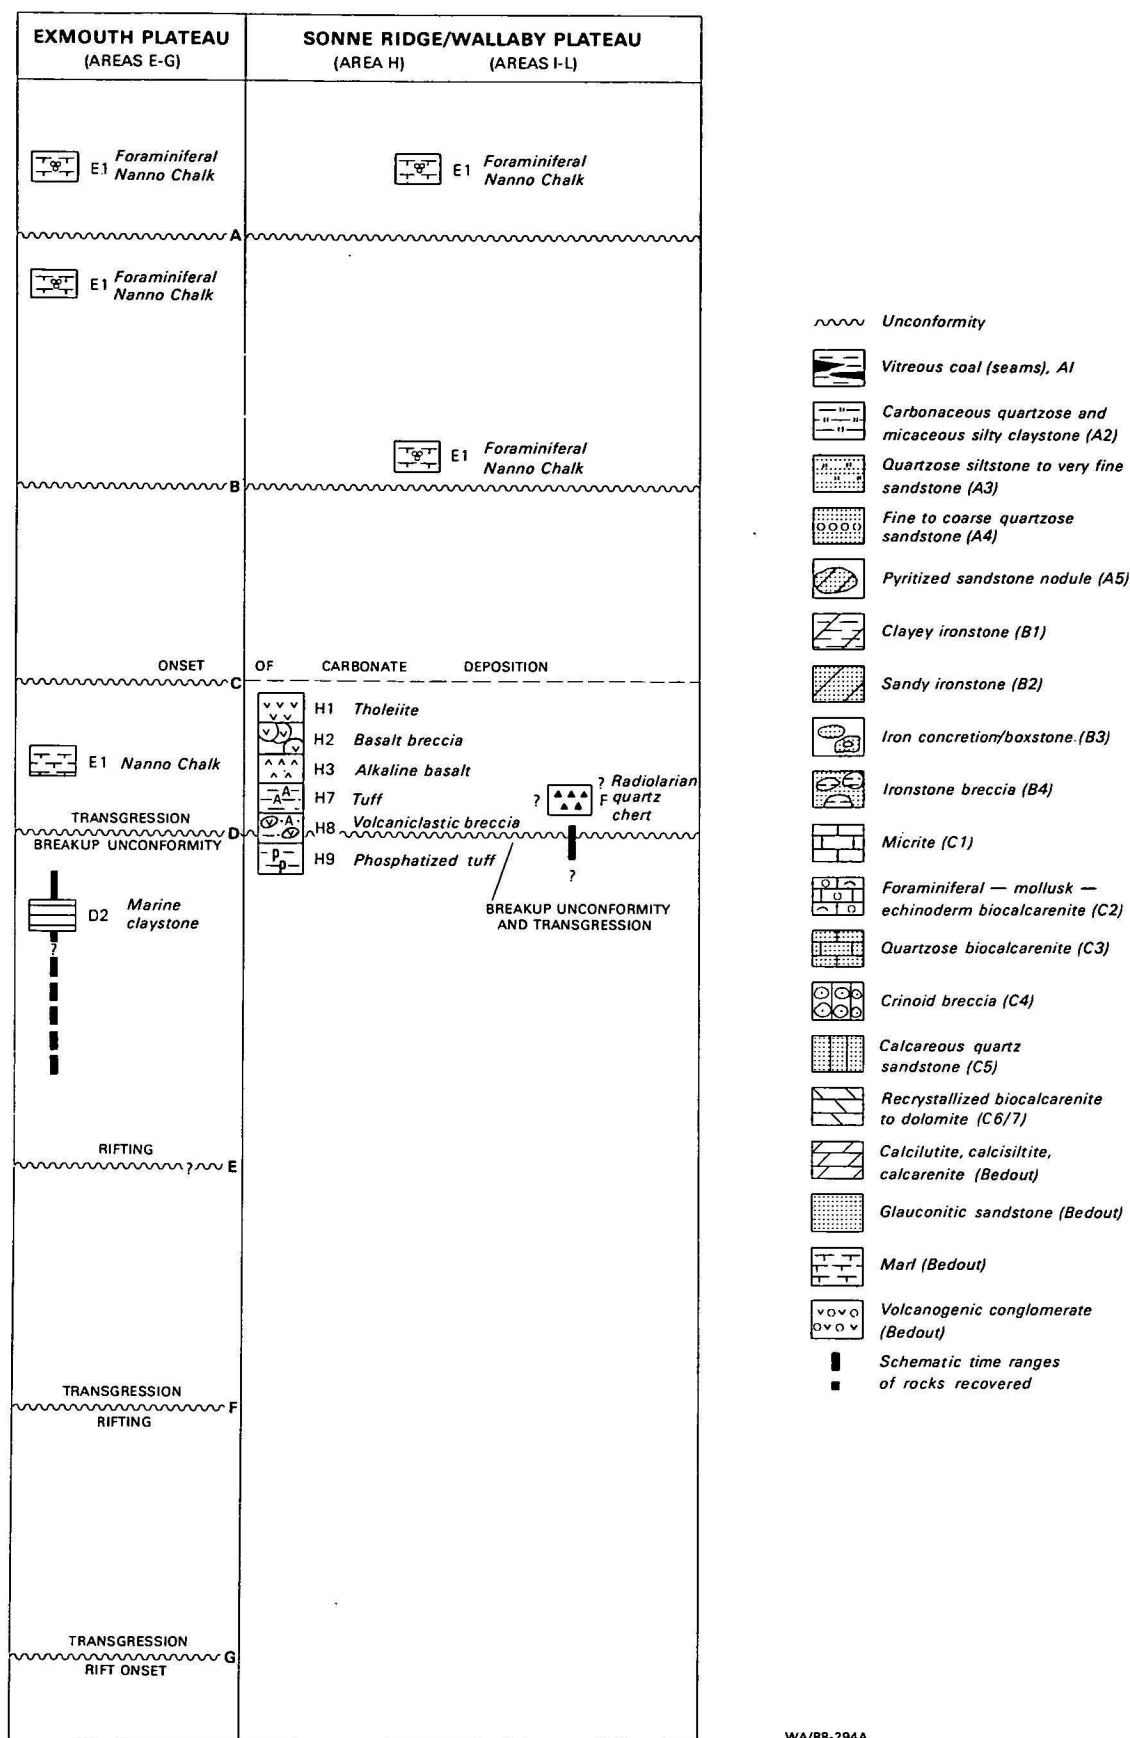 EXMOUTH PLATEAU
(AREAS E-G)
SONNE RIDGE/WALLABY PLATEAU
(AREA H) (AREAS I-L)
E1 Foraminiferal
Nanno Chalk
E1 Foraminiferal
Nanno Chalk
A
E1 Foraminiferal
Nanno Chalk
E1 Foraminiferal
Nanno Chalk
B
ONSET OF CARBONATE DEPOSITION
C
H1 Tholeiite
H2 Basalt breccia
H3 Alkaline basalt
A
A
H7 Tuff
A
H8 Volcaniclastic breccia
P
P
H9 Phosphatized tuff
E1 Nanno Chalk
? Radiolarian
? F quartz
chert
?
TRANSGRESSION
D
BREAKUP UNCONFORMITY
BREAKUP UNCONFORMITY
AND TRANSGRESSION
D2 Marine
claystone
?
RIFTING
? E
TRANSGRESSION
F
RIFTING
TRANSGRESSION
G
RIFT ONSET
Unconformity
Vitreous coal (seams), A1
Carbonaceous quartzose and
micaceous silty claystone (A2)
Quartzose siltstone to very fine
sandstone (A3)
Fine to coarse quartzose
sandstone (A4)
Pyritized sandstone nodule (A5)
Clayey ironstone (B1)
Sandy ironstone (B2)
Iron concretion/boxstone (B3)
Ironstone breccia (B4)
Micrite (C1)
Foraminiferal — mollusk —
echinoderm biocalcarenite (C2)
Quartzose biocalcarenite (C3)
Crinoid breccia (C4)
Calcareous quartz
sandstone (C5)
Recrystallized biocalcarenite
to dolomite (C6/7)
Calcilutite, calcisiltite,
calcarenite (Bedout)
Glauconitic sandstone (Bedout)
Marl (Bedout)
Volcanogenic conglomerate
(Bedout)
Schematic time ranges
of rocks recovered
WA/B8-294A